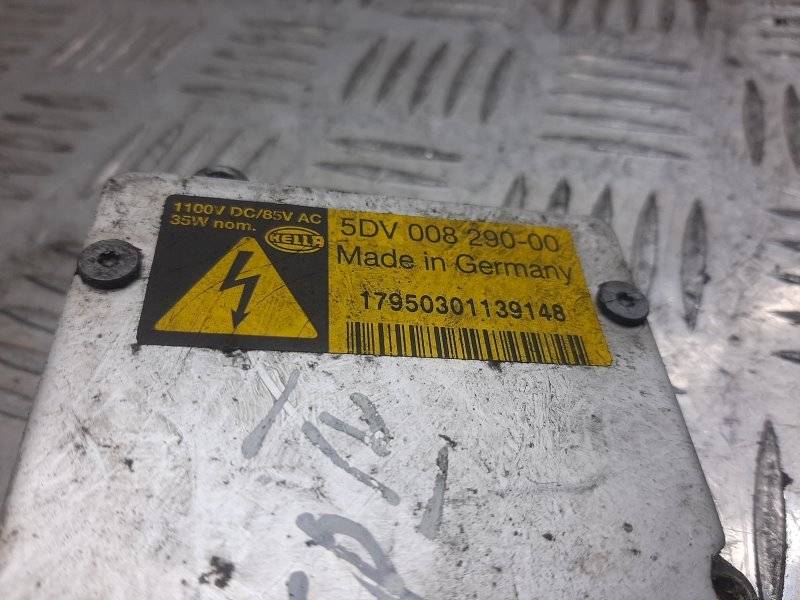 1100V DC/85V AC
35W nom.
HELLA
5DV 008 290-00
Made in Germany
17950301139148